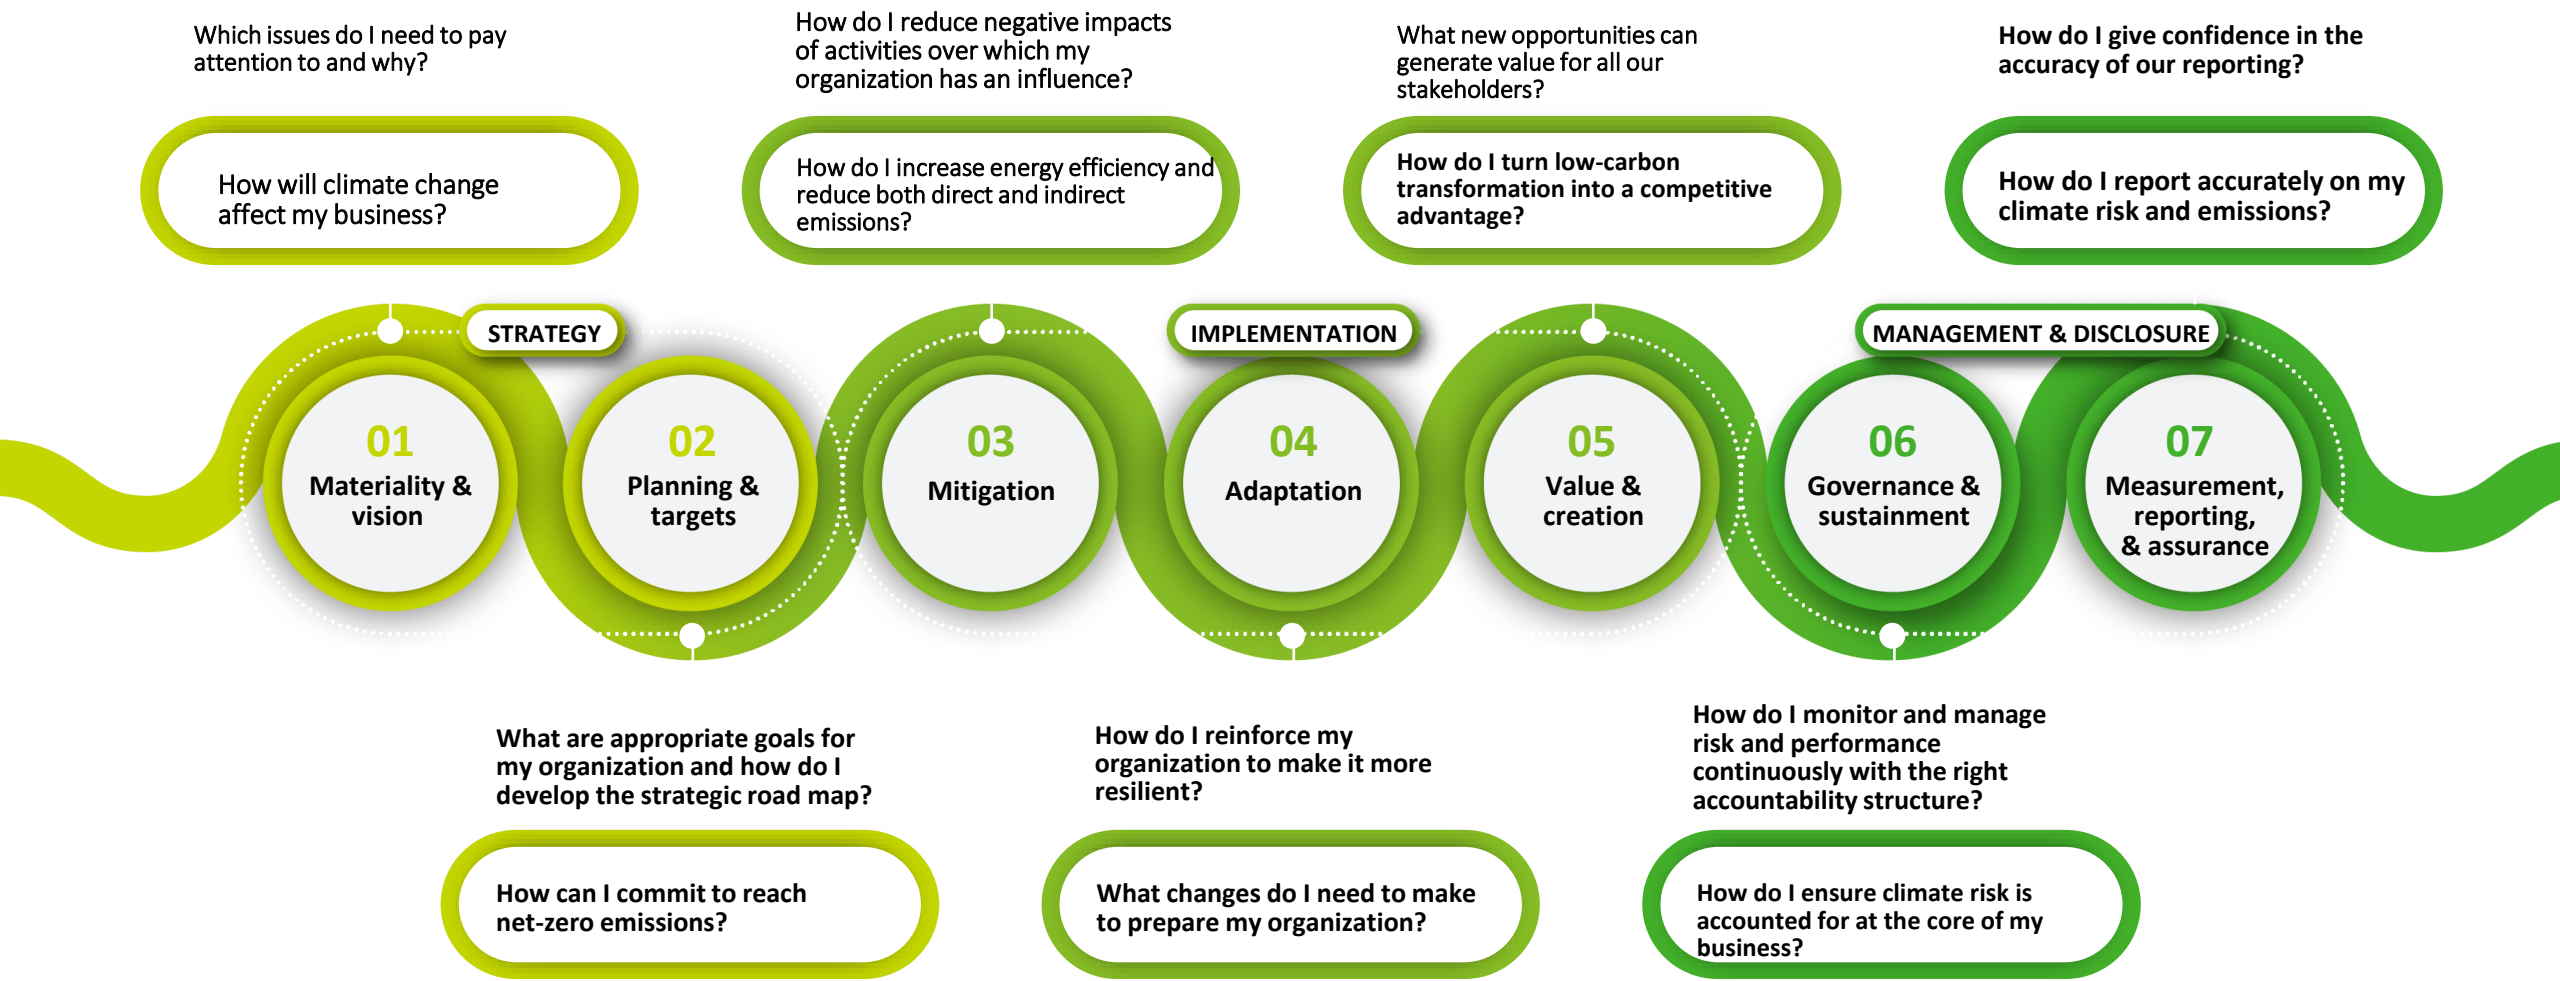 Which issues do I need to pay
attention to and why?
How will climate change
affect my business?
How do I reduce negative impacts
of activities over which my
organization has an influence?
How do I increase energy efficiency and
reduce both direct and indirect
emissions?
What new opportunities can
generate value for all our
stakeholders?
How do I turn low-carbon
transformation into a competitive
advantage?
How do I give confidence in the
accuracy of our reporting?
How do I report accurately on my
climate risk and emissions?
STRATEGY
IMPLEMENTATION
MANAGEMENT & DISCLOSURE
01
Materiality &
vision
02
Planning &
targets
03
Mitigation
04
Adaptation
05
Value &
creation
06
Governance &
sustainment
07
Measurement,
reporting,
& assurance
What are appropriate goals for
my organization and how do I
develop the strategic road map?
How can I commit to reach
net-zero emissions?
How do I reinforce my
organization to make it more
resilient?
What changes do I need to make
to prepare my organization?
How do I monitor and manage
risk and performance
continuously with the right
accountability structure?
How do I ensure climate risk is
accounted for at the core of my
business?